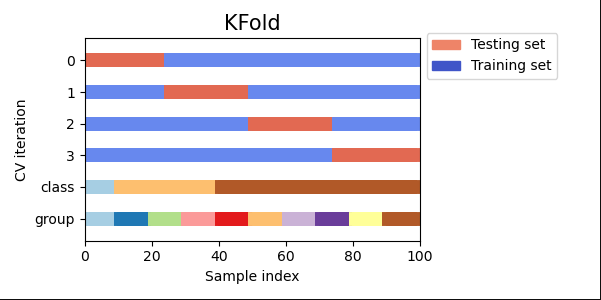 KFold
Testing set
Training set
0
1
2
3
class
group
CV iteration
0 20 40 60 80 100
Sample index